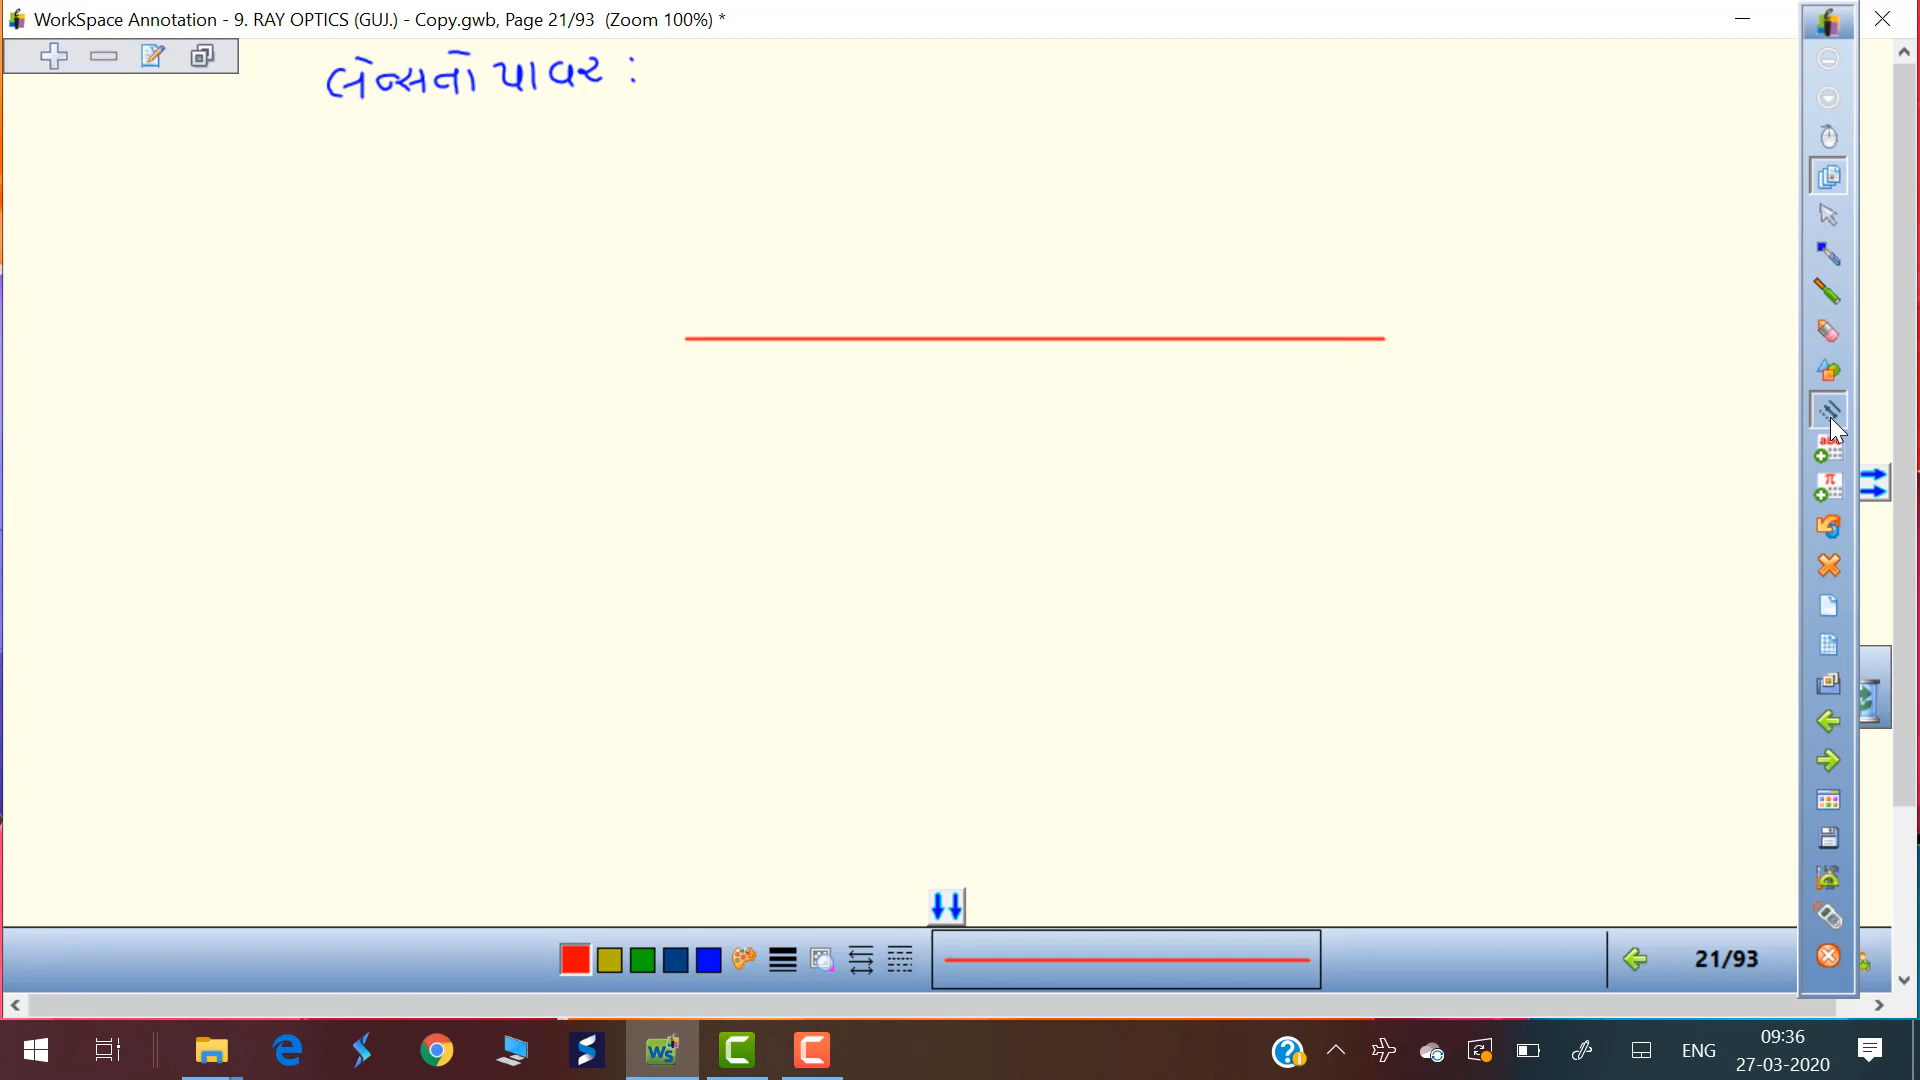 WorkSpace Annotation - 9. RAY OPTICS (GUJ.) - Copy.gwb, Page 21/93 (Zoom 100%) *
લેન્સનો પાવર :
abc
π
21/93
ENG
09:36
27-03-2020